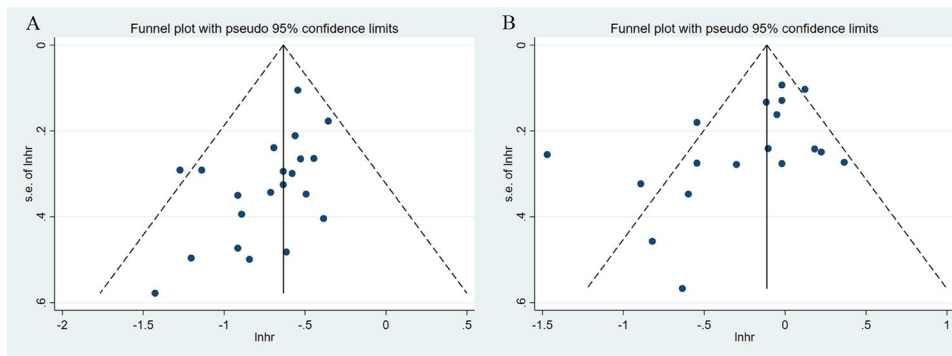 A
Funnel plot with pseudo 95% confidence limits
0
.2
.4
.6
s.e. of lnhr
-2
-1.5
-1
-.5
0
.5
lnhr
B
Funnel plot with pseudo 95% confidence limits
0
.2
.4
.6
s.e. of lnhr
-1.5
-1
-.5
0
.5
1
lnhr